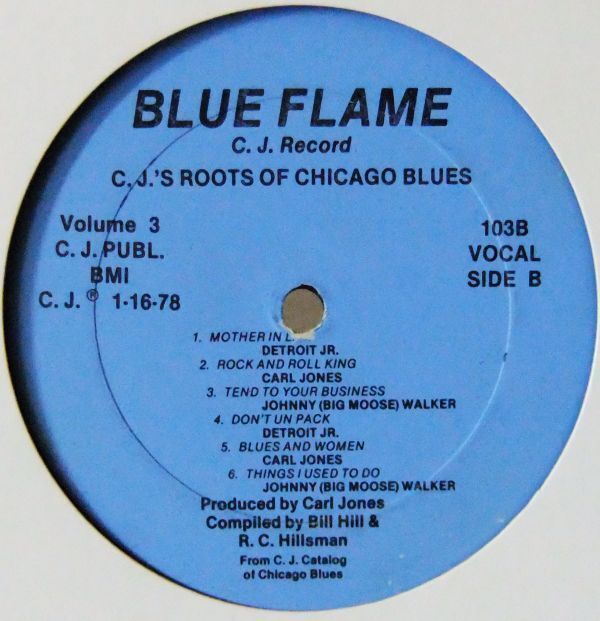 BLUE FLAME
C. J. Record
C. J.'S ROOTS OF CHICAGO BLUES
Volume 3
C. J. PUBL.
BMI
C. J. ® 1-16-78
103B
VOCAL
SIDE B
1. MOTHER IN
DETROIT JR.
2. ROCK AND ROLL KING
CARL JONES
3. TEND TO YOUR BUSINESS
JOHNNY (BIG MOOSE) WALKER
4. DON'T UN PACK
DETROIT JR.
5. BLUES AND WOMEN
CARL JONES
6. THINGS I USED TO DO
JOHNNY (BIG MOOSE) WALKER
Produced by Carl Jones
Compiled by Bill Hill &
R. C. Hillsman
From C. J. Catalog
of Chicago Blues